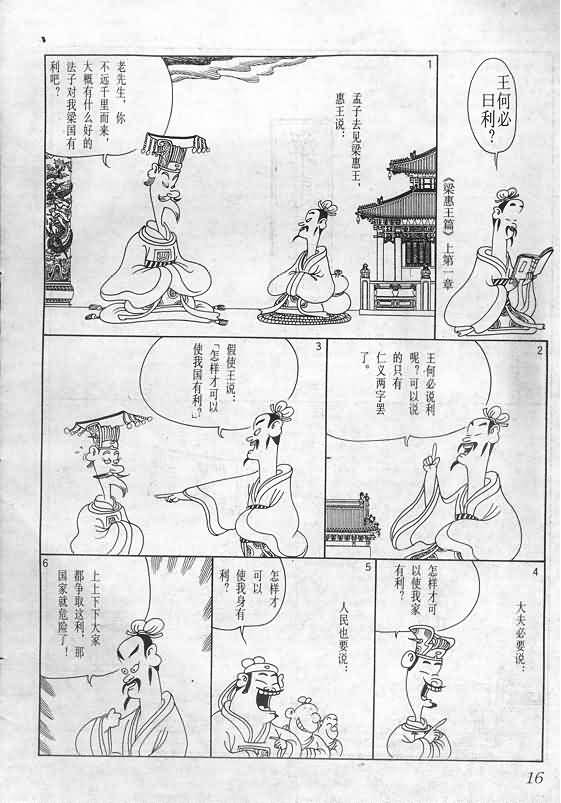 王何必
曰利？
《梁惠王篇》上第一章
1
孟子去见梁惠王，
惠王说：
老先生，你
不远千里而来，
大概有什么好的
法子对我梁国有
利吧？
2
王何必说利
呢？可以说
的只有
仁义两字罢
了。
3
假使王说：
「怎样才可以
使我国有利？」
4
大夫必要说：
怎样才可
以使我家
有利？
5
人民也要说：
怎样才
可以
使我身有
利？
6
上上下下大家
都争取这利，那
国家就危险了！
16